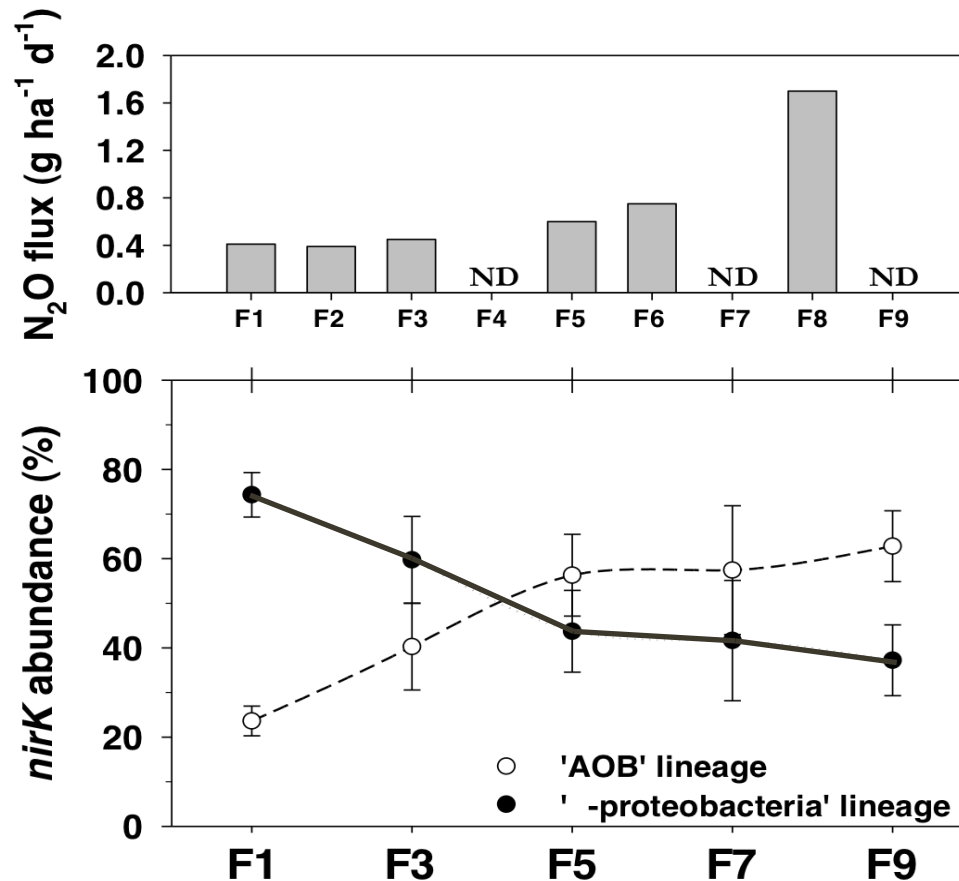 N₂O flux (g ha⁻¹ d⁻¹)
2.0
1.6
1.2
0.8
0.4
0.0
ND
ND
ND
F1 F2 F3 F4 F5 F6 F7 F8 F9
nirK abundance (%)
100
80
60
40
20
0
'AOB' lineage
' -proteobacteria' lineage
F1 F3 F5 F7 F9